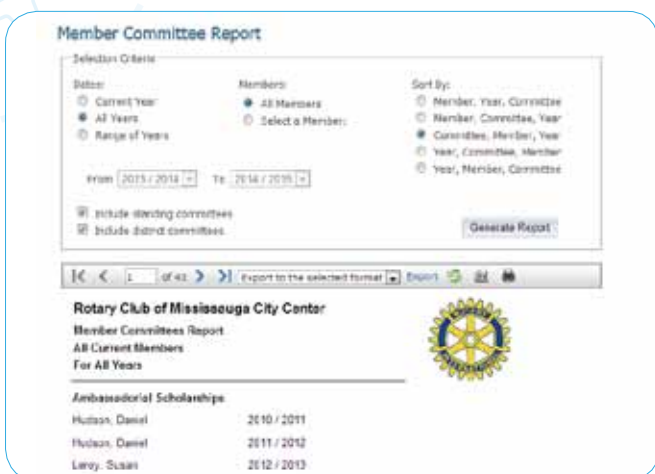 Member Committee Report
Selection Criteria
Dates:
Current Year
All Years
Range of Years
From 2013 / 2014 To 2014 / 2015
Include standing committees
Include district committees
Members:
All Members
Select a Member:
Sort By:
Member, Year, Committee
Member, Committee, Year
Committee, Member, Year
Year, Committee, Member
Year, Member, Committee
Generate Report
1 of 42 Export to the selected format Export
Rotary Club of Mississauga City Center
Member Committees Report
All Current Members
For All Years
Ambassadorial Scholarships
Hudson, Daniel 2010 / 2011
Hudson, Daniel 2011 / 2012
Leroy, Susan 2012 / 2013